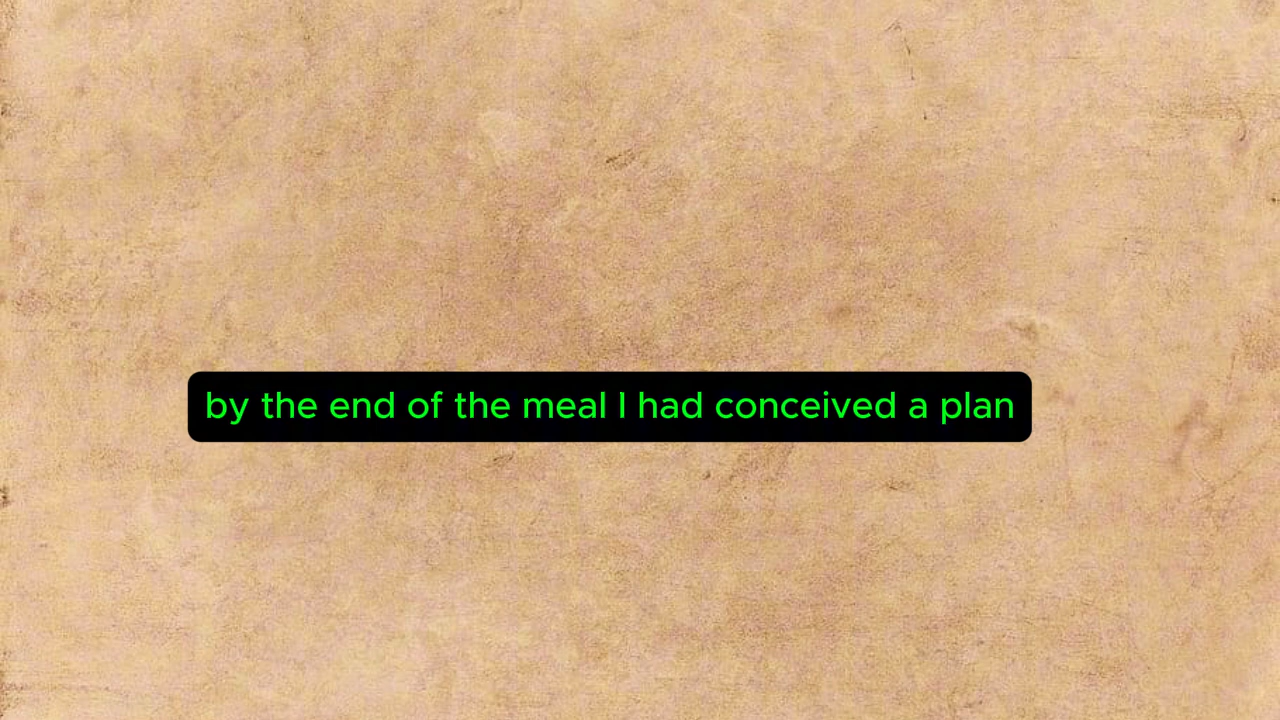 by the end of the meal I had conceived a plan